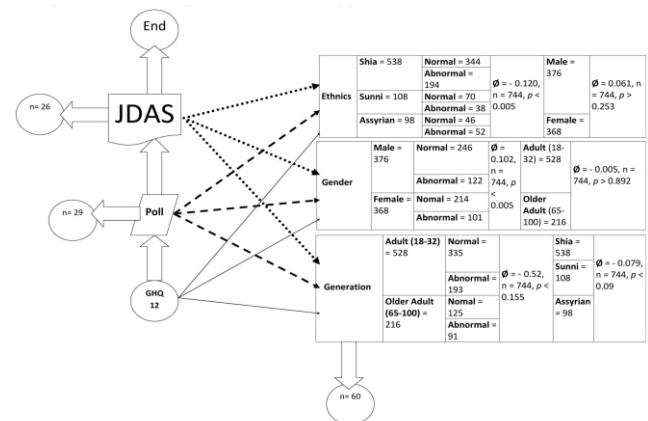 End
n= 26
JDAS
n= 29
Poll
GHQ
12
Ethnics
Shia = 538
Normal = 344
Abnormal =
194
Sunni = 108
Normal = 70
Abnormal = 38
Assyrian = 98
Normal = 46
Abnormal = 52
Ø = - 0.120,
n = 744, p <
0.005
Male =
376
Female =
368
Ø = 0.061, n
= 744, p >
0.253
Gender
Male =
376
Normal = 246
Abnormal = 122
Female =
368
Nomal = 214
Abnormal = 101
Ø =
0.102,
n =
744, p
<
0.005
Adult (18-
32) = 528
Older
Adult (65-
100) = 216
Ø = - 0.005, n
= 744, p > 0.892
Generation
Adult (18-32)
= 528
Normal =
335
Abnormal =
193
Older Adult
(65-100) =
216
Nomal =
125
Abnormal =
91
Ø = - 0.52,
n = 744, p <
0.155
Shia =
538
Sunni =
108
Assyrian
= 98
Ø = - 0.079,
n = 744, p <
0.09
n= 60